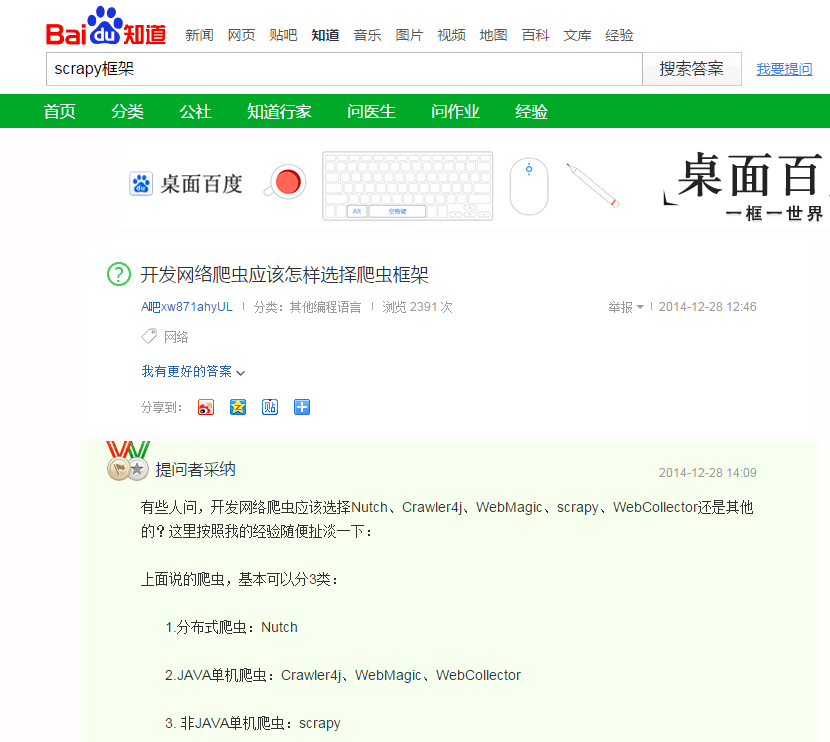 Bai du 知道 新闻 网页 贴吧 知道 音乐 图片 视频 地图 百科 文库 经验
scrapy框架 搜索答案 我要提问
首页 分类 公社 知道行家 问医生 问作业 经验
桌面百度 Alt 空格键 桌面百
一框一世界
? 开发网络爬虫应该怎样选择爬虫框架
A吧xw871ahyUL 分类:其他编程语言 浏览 2391 次 举报 2014-12-28 12:46
网络
我有更好的答案
分享到: 贴
提问者采纳 2014-12-28 14:09
有些人问,开发网络爬虫应该选择Nutch、Crawler4j、WebMagic、scrapy、WebCollector还是其他
的?这里按照我的经验随便扯淡一下:
上面说的爬虫,基本可以分3类:
1.分布式爬虫:Nutch
2.JAVA单机爬虫:Crawler4j、WebMagic、WebCollector
3. 非JAVA单机爬虫:scrapy